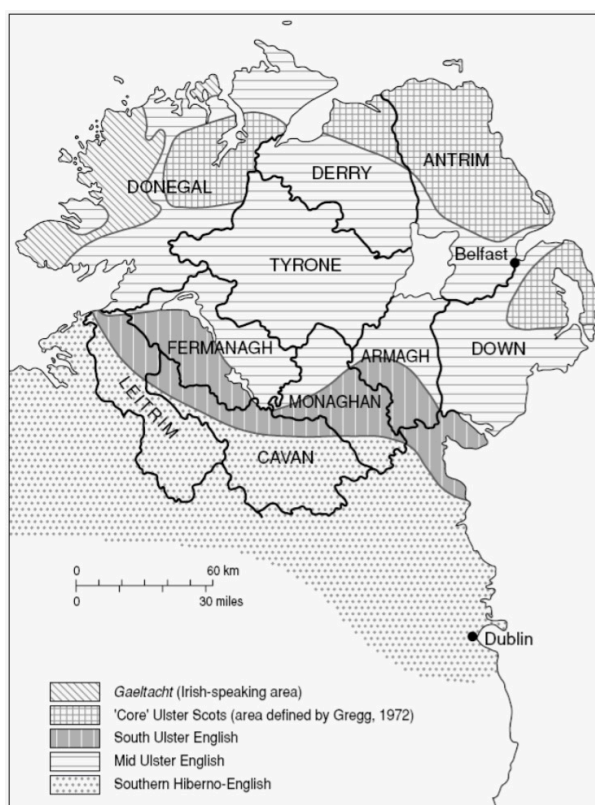 ANTRIM
DERRY
DONEGAL
Belfast
TYRONE
FERMANAGH
ARMAGH
DOWN
MONAGHAN
LEITRIM
CAVAN
0 60 km
0 30 miles
Dublin
Gaeltacht (Irish-speaking area)
'Core' Ulster Scots (area defined by Gregg, 1972)
South Ulster English
Mid Ulster English
Southern Hiberno-English